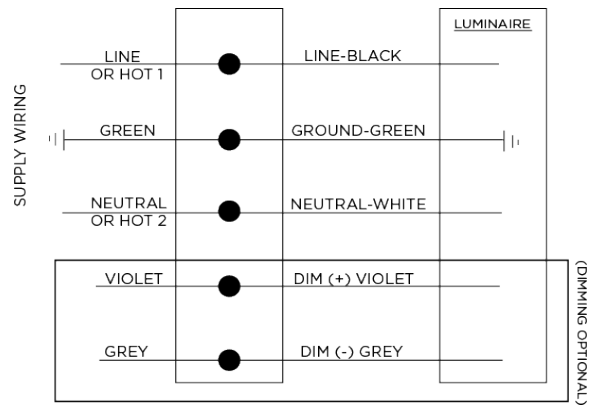 LUMINAIRE
LINE
OR HOT 1
LINE-BLACK
GREEN
GROUND-GREEN
SUPPLY WIRING
NEUTRAL
OR HOT 2
NEUTRAL-WHITE
VIOLET
DIM (+) VIOLET
GREY
DIM (-) GREY
(DIMMING OPTIONAL)